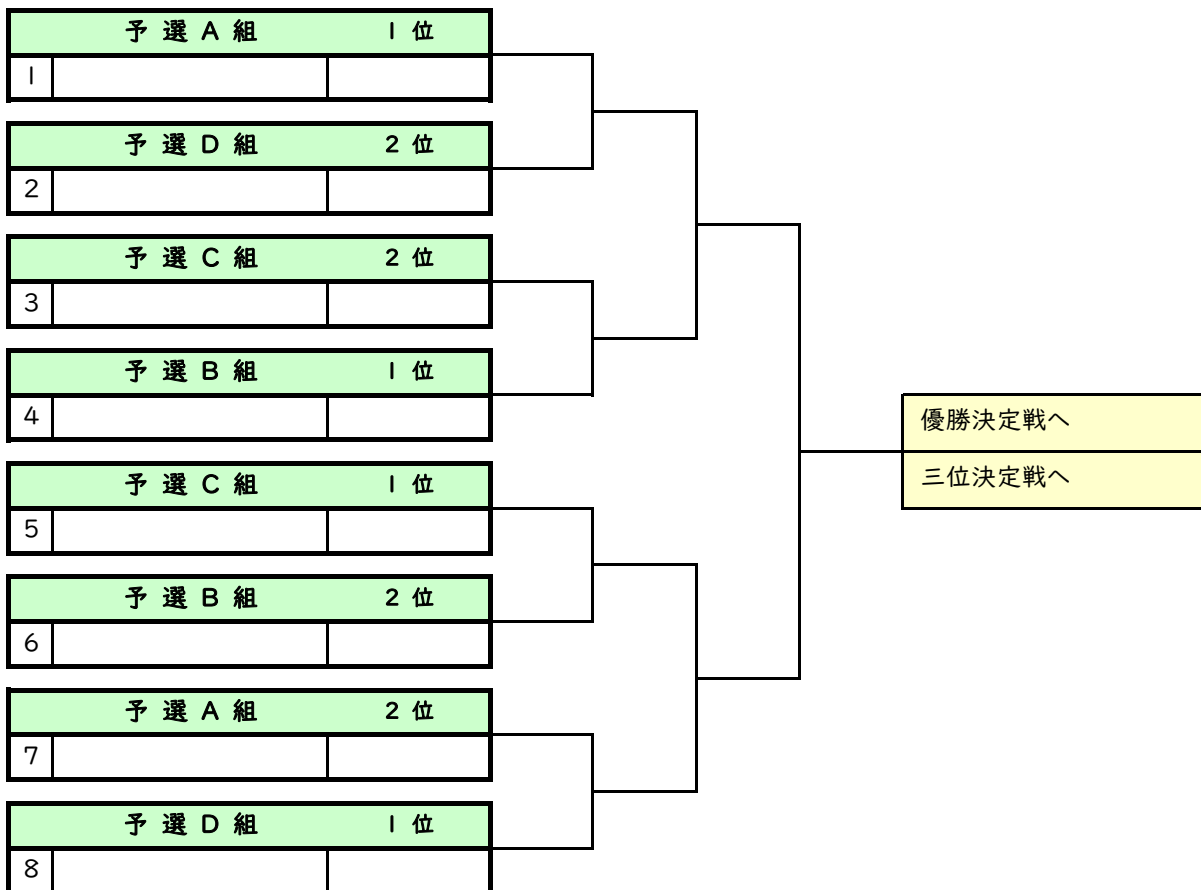 予選A組 1位
1
予選D組 2位
2
予選C組 2位
3
予選B組 1位
4
優勝決定戦へ
三位決定戦へ
予選C組 1位
5
予選B組 2位
6
予選A組 2位
7
予選D組 1位
8